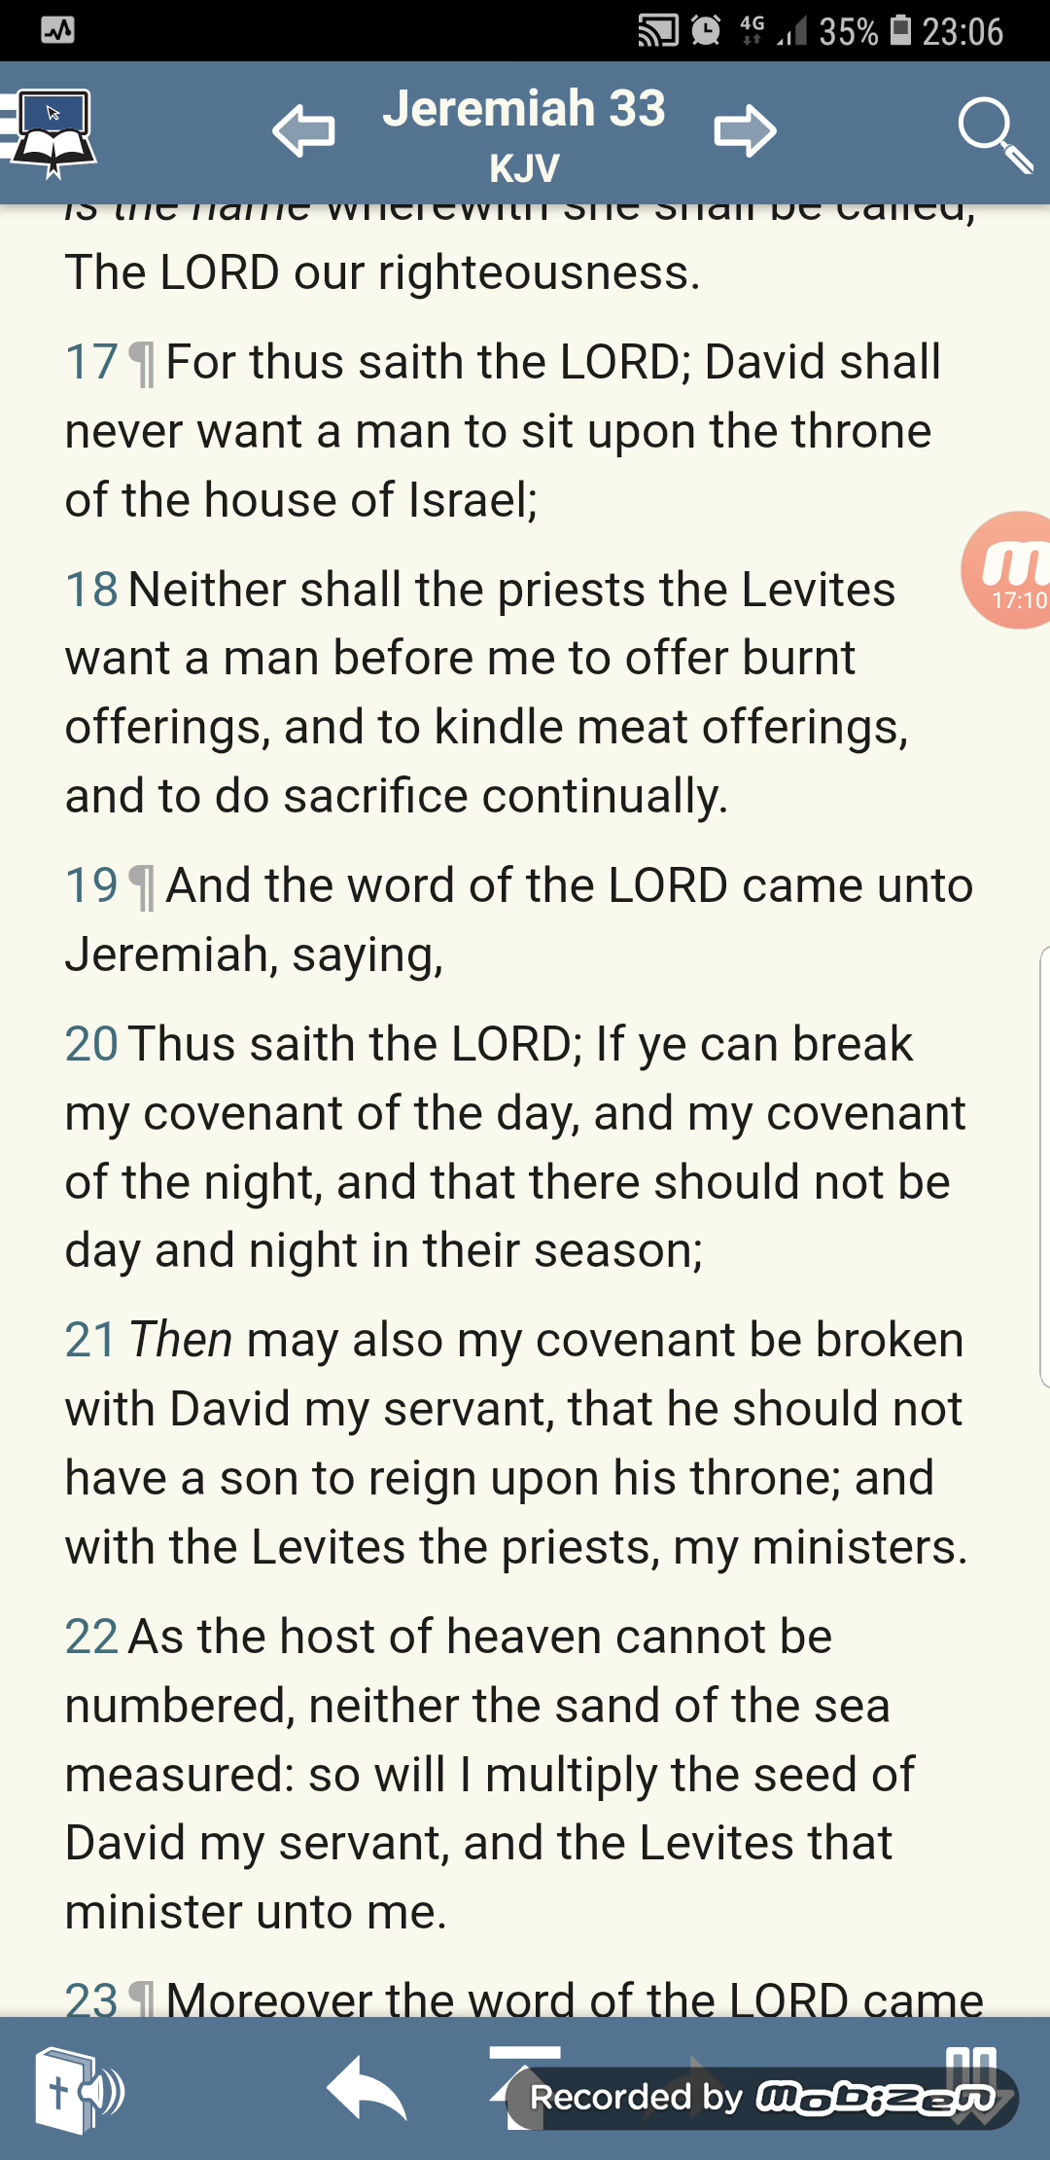 4G 35% 23:06
Jeremiah 33
KJV
is the name wherewith she shall be called,
The LORD our righteousness.
17 ¶ For thus saith the LORD; David shall
never want a man to sit upon the throne
of the house of Israel;
18 Neither shall the priests the Levites
want a man before me to offer burnt
offerings, and to kindle meat offerings,
and to do sacrifice continually.
19 ¶ And the word of the LORD came unto
Jeremiah, saying,
20 Thus saith the LORD; If ye can break
my covenant of the day, and my covenant
of the night, and that there should not be
day and night in their season;
21 Then may also my covenant be broken
with David my servant, that he should not
have a son to reign upon his throne; and
with the Levites the priests, my ministers.
22 As the host of heaven cannot be
numbered, neither the sand of the sea
measured: so will I multiply the seed of
David my servant, and the Levites that
minister unto me.
23 ¶ Moreover the word of the LORD came
m
17:10
Recorded by mobizen